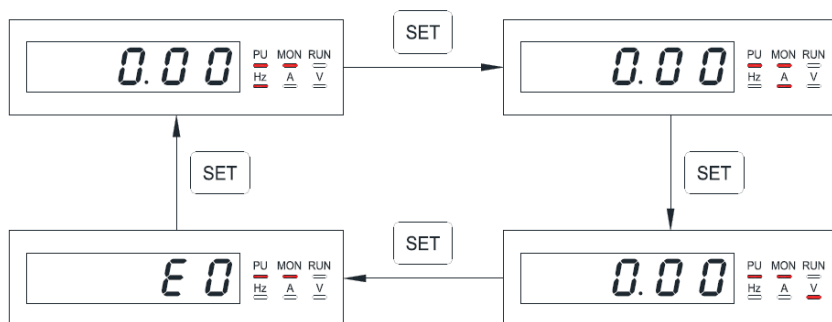 SET
0.00 PU MON RUN
Hz A V
0.00 PU MON RUN
Hz A V
SET
SET
SET
E 0 PU MON RUN
Hz A V
0.00 PU MON RUN
Hz A V